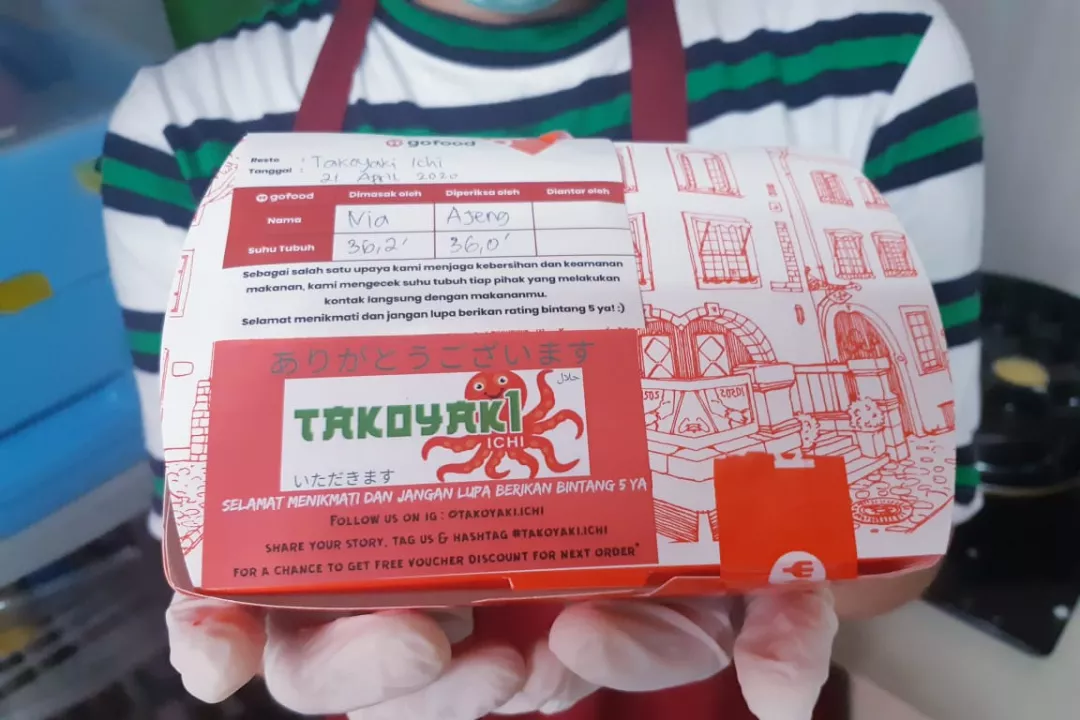 gofood
Resto : Takoyaki Ichi
Tanggal : 21 April 2020
gofood Dimasak oleh Diperiksa oleh Diantar oleh
Nama Nia Ajeng
Suhu Tubuh 36,2° 36,0°
Sebagai salah satu upaya kami menjaga kebersihan dan keamanan
makanan, kami mengecek suhu tubuh tiap pihak yang melakukan
kontak langsung dengan makananmu.
Selamat menikmati dan jangan lupa berikan rating bintang 5 ya! :)
ありがとうございます
حلال
TAKOYAK1
ICHI
いただきます
SELAMAT MENIKMATI DAN JANGAN LUPA BERIKAN BINTANG 5 YA
FOLLOW US ON IG : @TAKOYAKI.ICHI
SHARE YOUR STORY, TAG US & HASHTAG #TAKOYAKI.ICHI
FOR A CHANCE TO GET FREE VOUCHER DISCOUNT FOR NEXT ORDER*